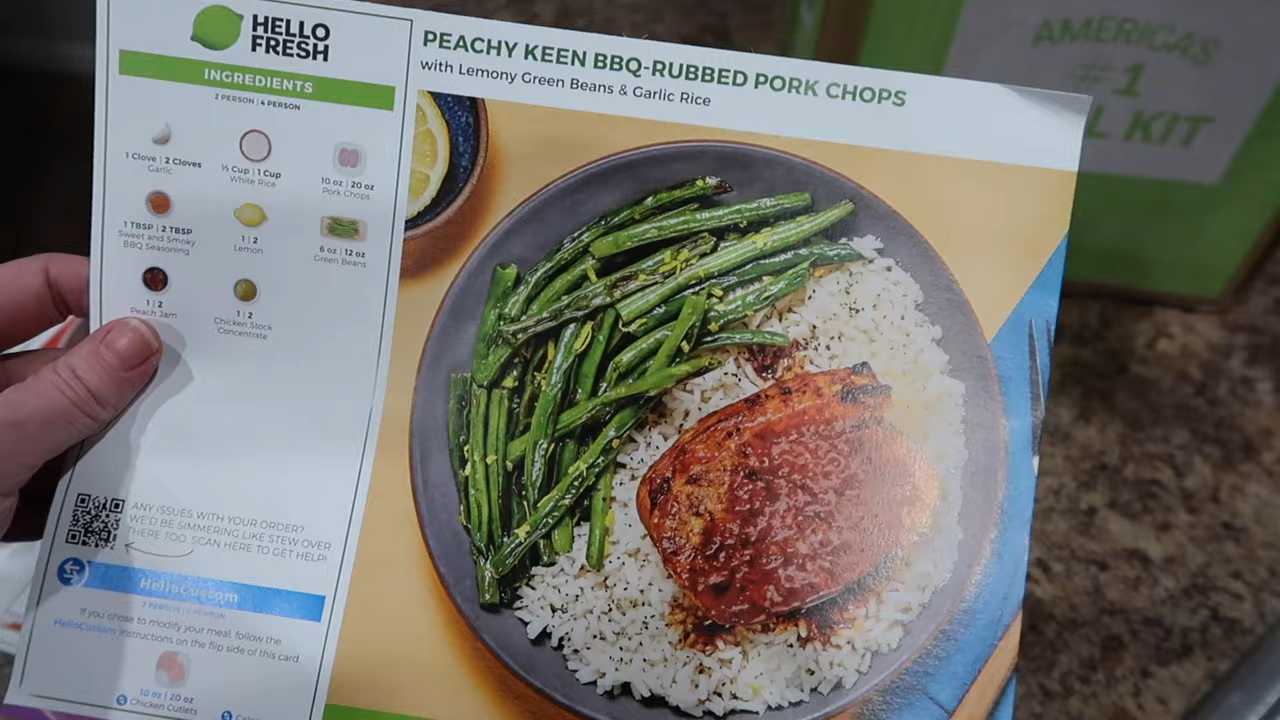 HELLO
FRESH
INGREDIENTS
2 PERSON | 4 PERSON
1 Clove | 2 Cloves
Garlic
½ Cup | 1 Cup
White Rice
10 oz | 20 oz
Pork Chops
1 TBSP | 2 TBSP
Sweet and Smoky
BBQ Seasoning
1 | 2
Lemon
6 oz | 12 oz
Green Beans
1 | 2
Peach Jam
1 | 2
Chicken Stock
Concentrate
ANY ISSUES WITH YOUR ORDER?
WE'D BE SIMMERING LIKE STEW OVER
THERE TOO. SCAN HERE TO GET HELP!
HelloCustom
2 PERSON | 4 PERSON
If you chose to modify your meal, follow the
HelloCustom instructions on the flip side of this card.
10 oz | 20 oz
Chicken Cutlets
PEACHY KEEN BBQ-RUBBED PORK CHOPS
with Lemony Green Beans & Garlic Rice
AMERICA'S
#1
L KIT